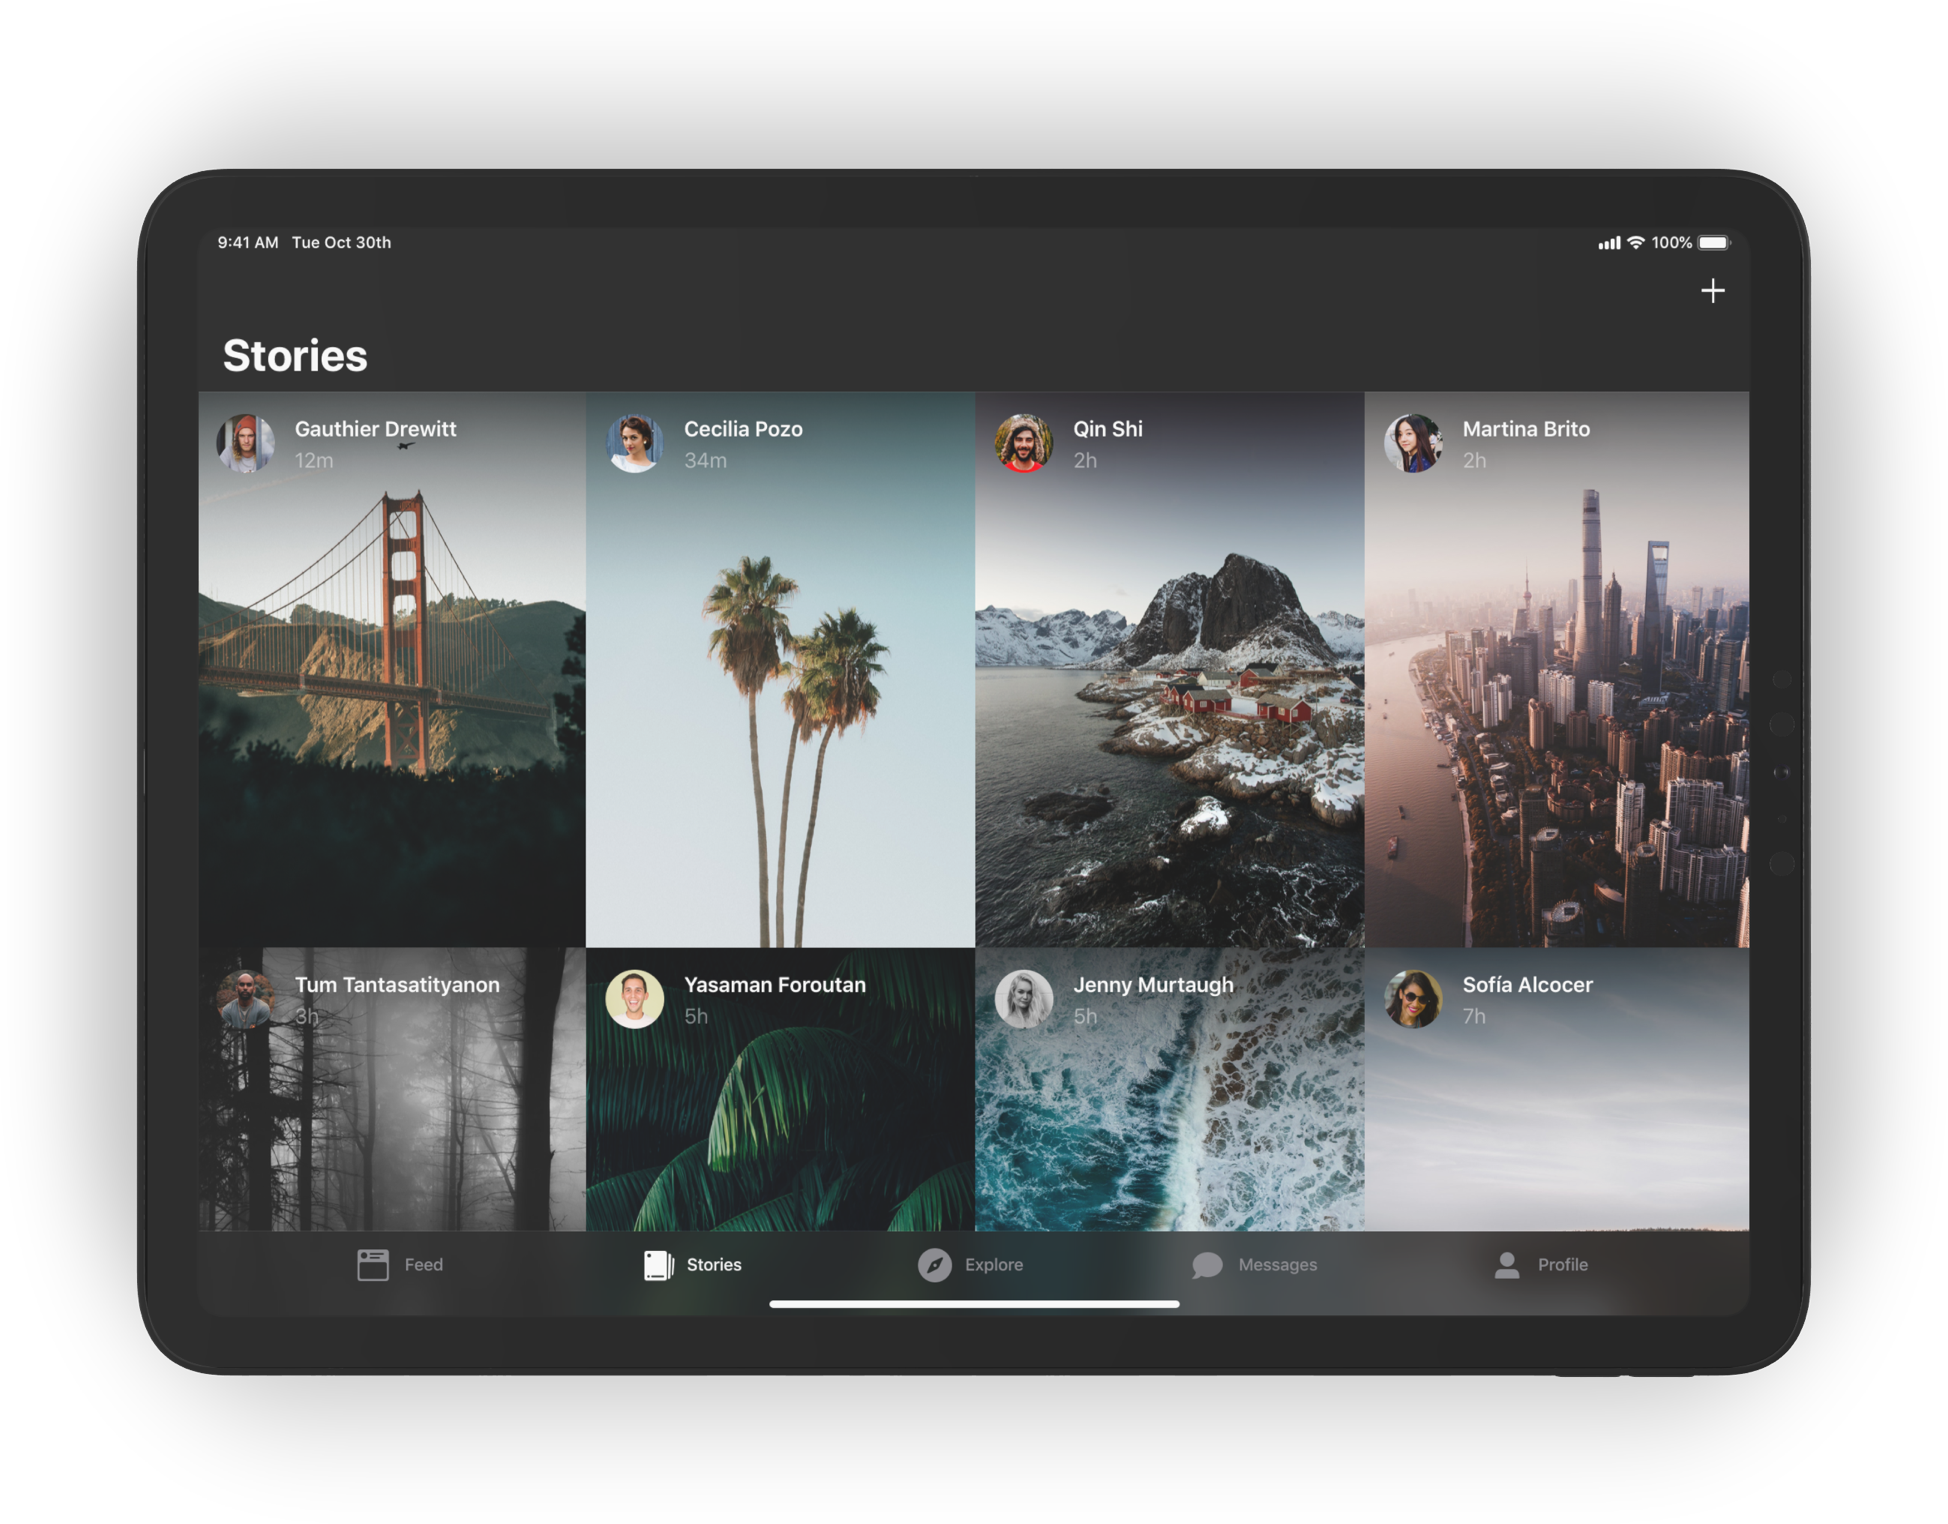 9:41 AM Tue Oct 30th
100%
Stories
Gauthier Drewitt
12m
Cecilia Pozo
34m
Qin Shi
2h
Martina Brito
2h
Tum Tantasatityanon
3h
Yasaman Foroutan
5h
Jenny Murtaugh
5h
Sofía Alcocer
7h
Feed
Stories
Explore
Messages
Profile